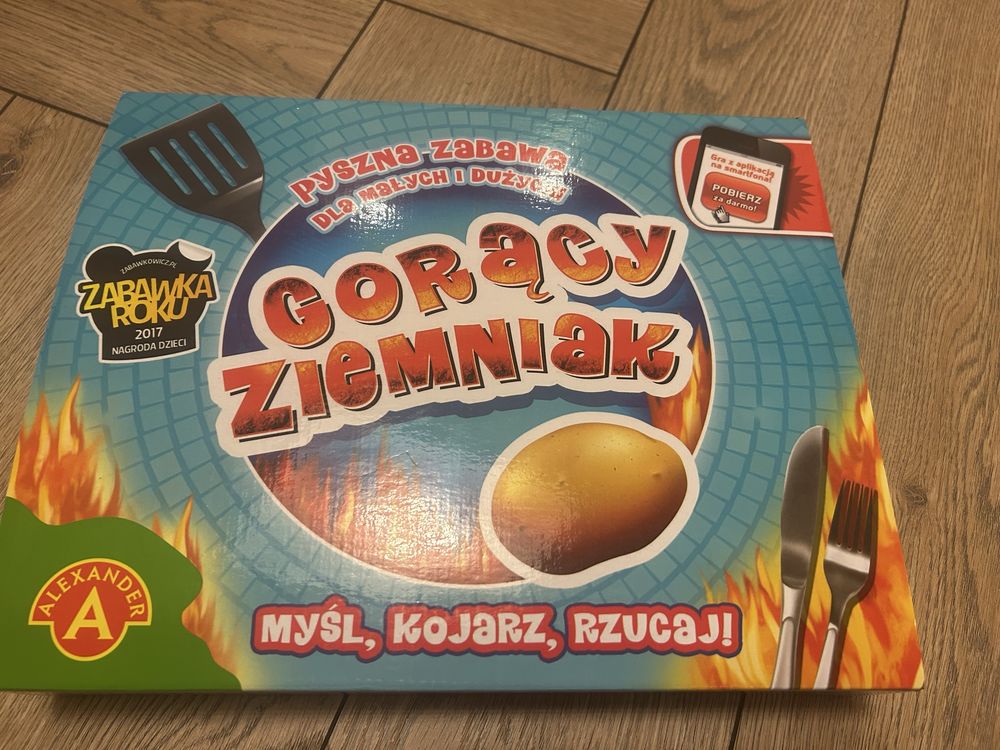 PYSZNA ZABAWA
DLA MAŁYCH I DUŻYCH
Gra z aplikacją
na smartfona!
POBIERZ
za darmo!
GORĄCY
ZIEMNIAK
ZABAWKOWICZ.PL
ZABAWKA
ROKU
2017
NAGRODA DZIECI
ALEXANDER
A
MYŚL, KOJARZ, RZUCAJ!